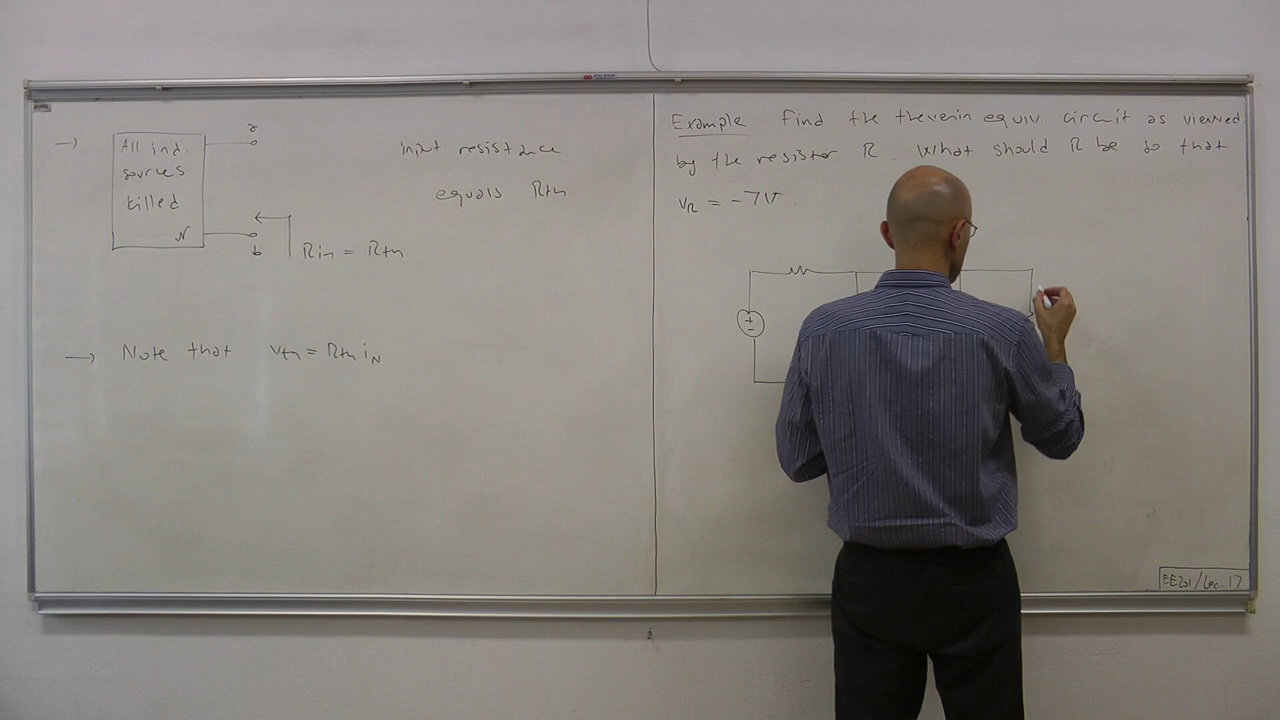 → All ind.
sources
killed
N
a
b
Rin = Rth
input resistance
equals Rth
→ Note that vth = Rth iN
Example Find the thevenin equiv. circuit as viewed
by the resistor R. What should R be so that
vR = -7V.
+
-
EE201/Lec. 17